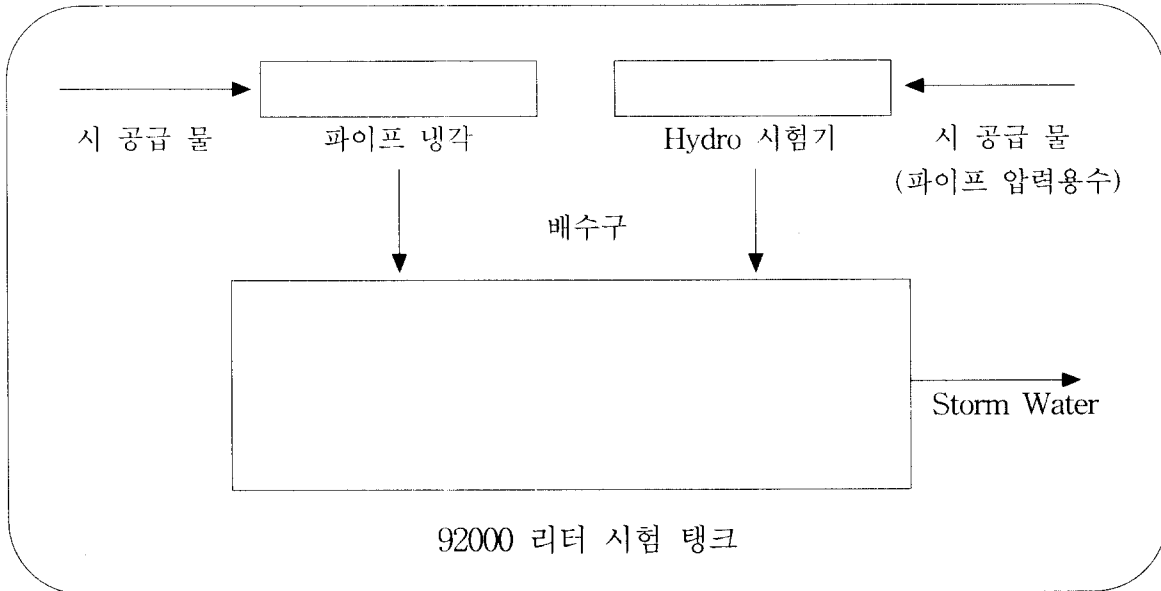 시 공급 물
파이프 냉각
Hydro 시험기
시 공급 물
(파이프 압력용수)
배수구
Storm Water
92000 리터 시험 탱크